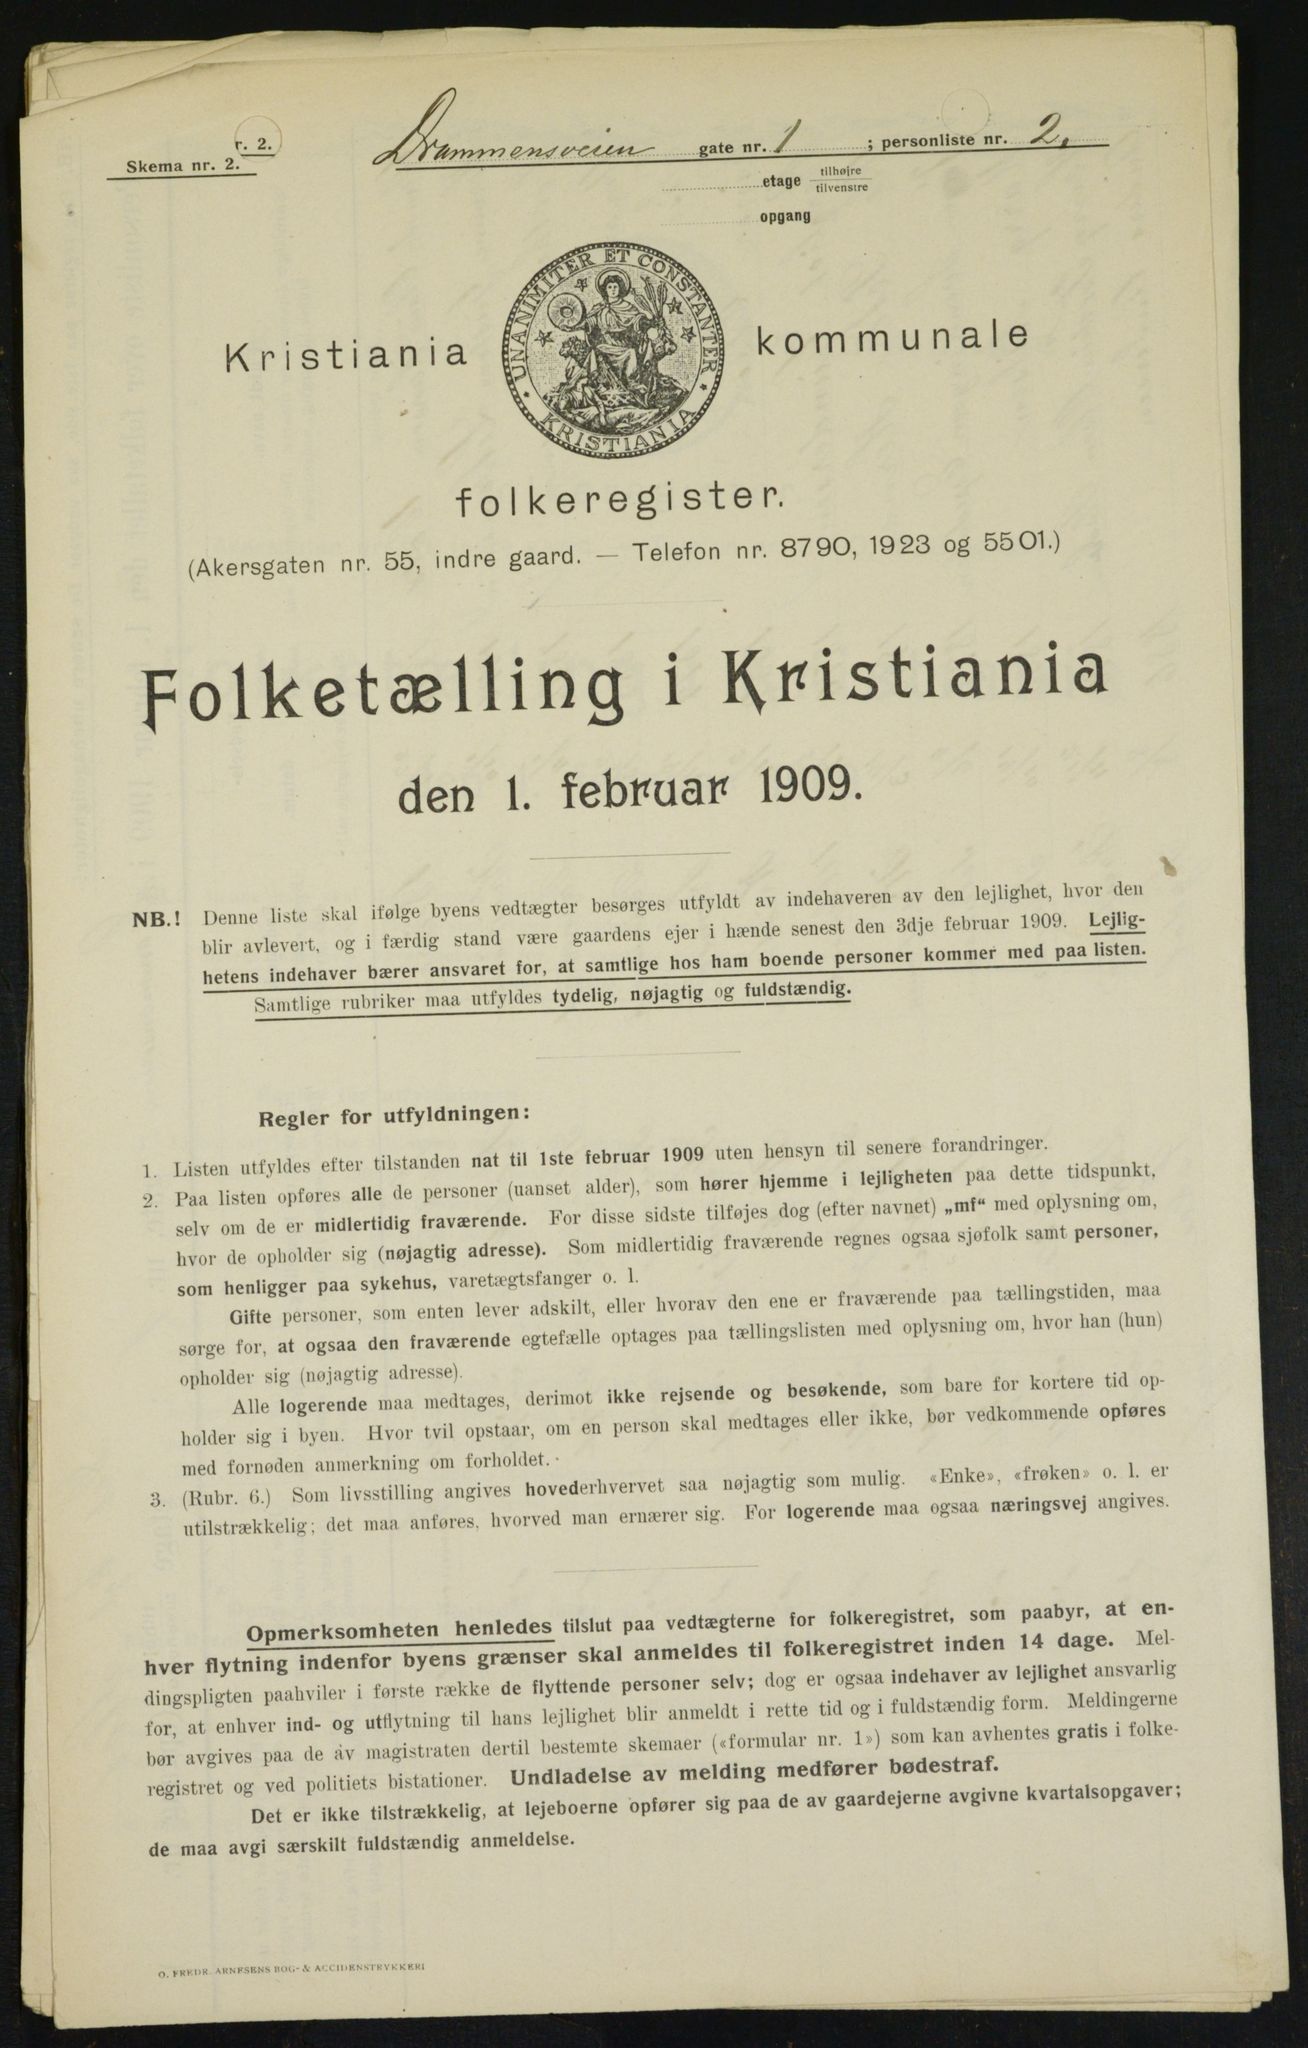 r. 2.
Skema nr. 2.
Drammensveien gate nr. 1 ; personliste nr. 2.
etage tilhøjre
tilvenstre
opgang
UNANIMITER ET CONSTANTER
KRISTIANIA
Kristiania kommunale
folkeregister.
(Akersgaten nr. 55, indre gaard. — Telefon nr. 8790, 1923 og 5501.)
Folketælling i Kristiania
den 1. februar 1909.
NB.! Denne liste skal ifølge byens vedtægter besørges utfyldt av indehaveren av den lejlighet, hvor den
blir avlevert, og i færdig stand være gaardens ejer i hænde senest den 3dje februar 1909. Lejlig-
hetens indehaver bærer ansvaret for, at samtlige hos ham boende personer kommer med paa listen.
Samtlige rubriker maa utfyldes tydelig, nøjagtig og fuldstændig.
Regler for utfyldningen:
1. Listen utfyldes efter tilstanden nat til 1ste februar 1909 uten hensyn til senere forandringer.
2. Paa listen opføres alle de personer (uanset alder), som hører hjemme i lejligheten paa dette tidspunkt,
selv om de er midlertidig fraværende. For disse sidste tilføjes dog (efter navnet) „mf“ med oplysning om,
hvor de opholder sig (nøjagtig adresse). Som midlertidig fraværende regnes ogsaa sjøfolk samt personer,
som henligger paa sykehus, varetægtsfanger o. l.
Gifte personer, som enten lever adskilt, eller hvorav den ene er fraværende paa tællingstiden, maa
sørge for, at ogsaa den fraværende egtefælle optages paa tællingslisten med oplysning om, hvor han (hun)
opholder sig (nøjagtig adresse).
Alle logerende maa medtages, derimot ikke rejsende og besøkende, som bare for kortere tid op-
holder sig i byen. Hvor tvil opstaar, om en person skal medtages eller ikke, bør vedkommende opføres
med fornøden anmerkning om forholdet.
3. (Rubr. 6.) Som livsstilling angives hovederhvervet saa nøjagtig som mulig. «Enke», «frøken» o. l. er
utilstrækkelig; det maa anføres, hvorved man ernærer sig. For logerende maa ogsaa næringsvej angives.
Opmerksomheten henledes tilslut paa vedtægterne for folkeregistret, som paabyr, at en-
hver flytning indenfor byens grænser skal anmeldes til folkeregistret inden 14 dage. Mel-
dingspligten paahviler i første række de flyttende personer selv; dog er ogsaa indehaver av lejlighet ansvarlig
for, at enhver ind- og utflytning til hans lejlighet blir anmeldt i rette tid og i fuldstændig form. Meldingerne
bør avgives paa de av magistraten dertil bestemte skemaer («formular nr. 1») som kan avhentes gratis i folke-
registret og ved politiets bistationer. Undladelse av melding medfører bødestraf.
Det er ikke tilstrækkelig, at lejeboerne opfører sig paa de av gaardejerne avgivne kvartalsopgaver;
de maa avgi særskilt fuldstændig anmeldelse.
O. FREDR. ARNESENS BOG- & ACCIDENSTRYKKERI